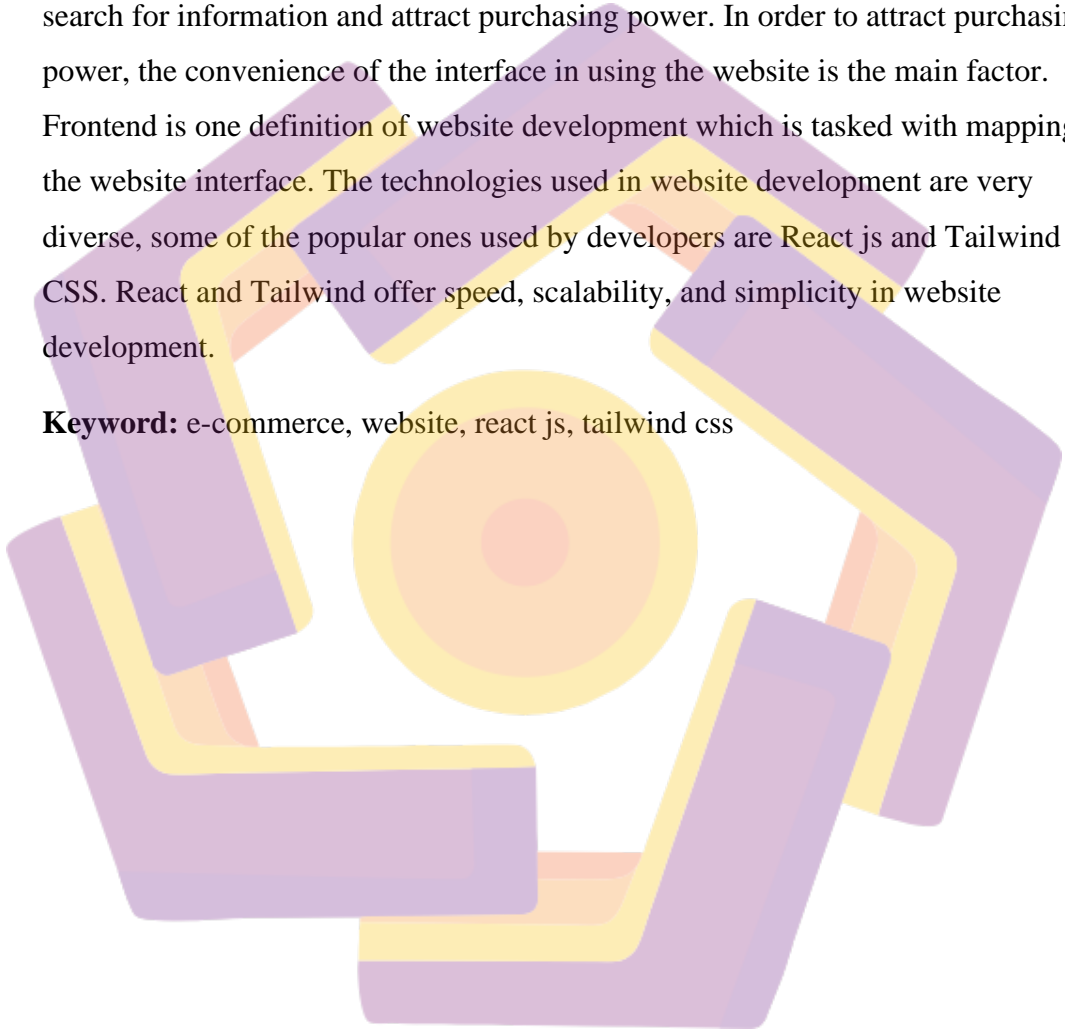 search for information and attract purchasing power. In order to attract purchasin
power, the convenience of the interface in using the website is the main factor.
Frontend is one definition of website development which is tasked with mapping
the website interface. The technologies used in website development are very
diverse, some of the popular ones used by developers are React js and Tailwind
CSS. React and Tailwind offer speed, scalability, and simplicity in website
development.
Keyword: e-commerce, website, react js, tailwind css